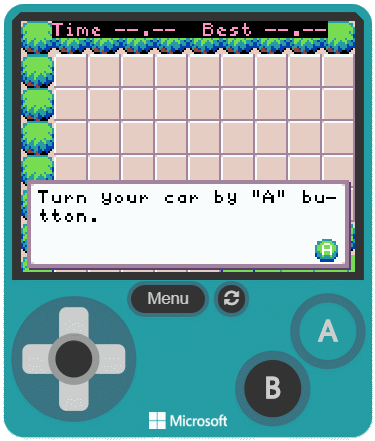 Time --.-- Best --.--
Turn your car by "A" bu-
tton.
A
Menu
A
B
Microsoft